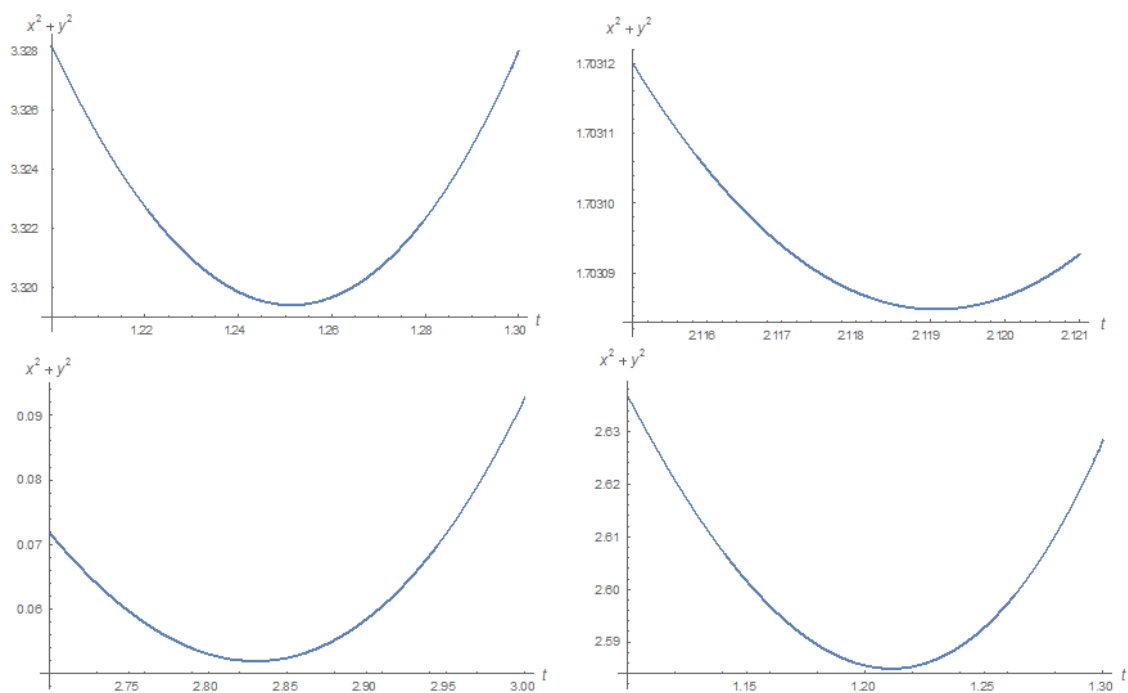 x² + y²
3.328
3.326
3.324
3.322
3.320
1.22 1.24 1.26 1.28 1.30 t
x² + y²
1.70312
1.70311
1.70310
1.70309
2.116 2.117 2.118 2.119 2.120 2.121 t
x² + y²
0.09
0.08
0.07
0.06
2.75 2.80 2.85 2.90 2.95 3.00 t
x² + y²
2.63
2.62
2.61
2.60
2.59
1.15 1.20 1.25 1.30 t